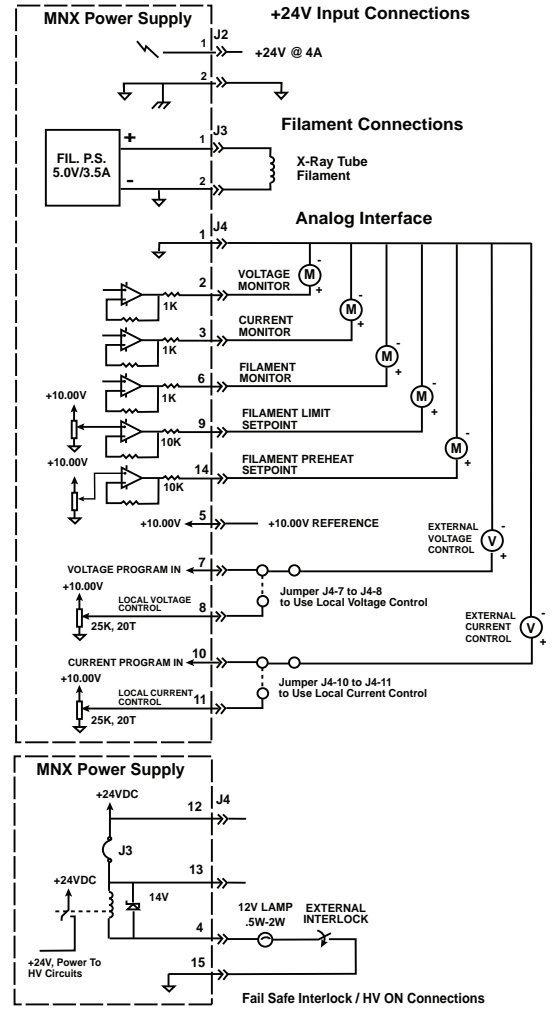 MNX Power Supply
+24V Input Connections
J2
1
+24V @ 4A
2
Filament Connections
J3
+
1
FIL. P.S.
5.0V/3.5A
X-Ray Tube
Filament
-
2
Analog Interface
J4
1
-
2
VOLTAGE
MONITOR
M
+
1K
-
3
CURRENT
MONITOR
M
+
1K
-
6
FILAMENT
MONITOR
M
+
1K
-
+10.00V
9
FILAMENT LIMIT
SETPOINT
M
+
10K
-
+10.00V
14
FILAMENT PREHEAT
SETPOINT
M
+
10K
+10.00V
5
+10.00V REFERENCE
EXTERNAL
VOLTAGE
CONTROL
-
V
+
VOLTAGE PROGRAM IN
7
+10.00V
LOCAL VOLTAGE
CONTROL
8
25K, 20T
Jumper J4-7 to J4-8
to Use Local Voltage Control
EXTERNAL
CURRENT
CONTROL
-
V
+
CURRENT PROGRAM IN
10
+10.00V
LOCAL CURRENT
CONTROL
11
25K, 20T
Jumper J4-10 to J4-11
to Use Local Current Control
MNX Power Supply
+24VDC
12
J4
J3
13
+24VDC
14V
4
12V LAMP
.5W-2W
EXTERNAL
INTERLOCK
+24V, Power To
HV Circuits
15
Fail Safe Interlock / HV ON Connections